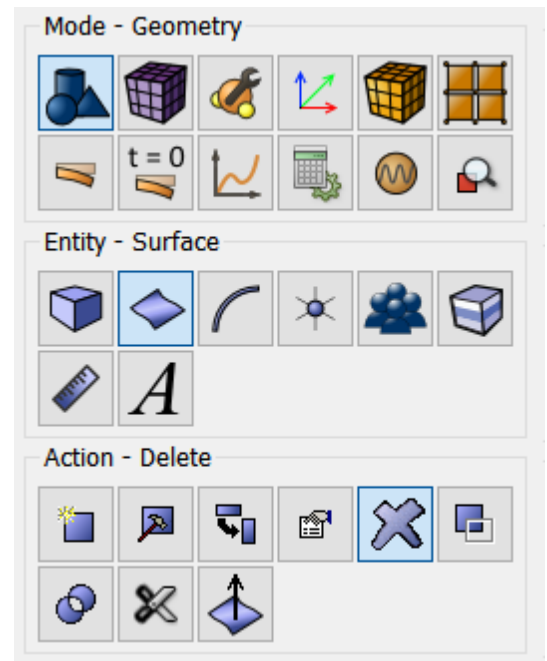 Mode - Geometry
t = 0
Entity - Surface
A
Action - Delete